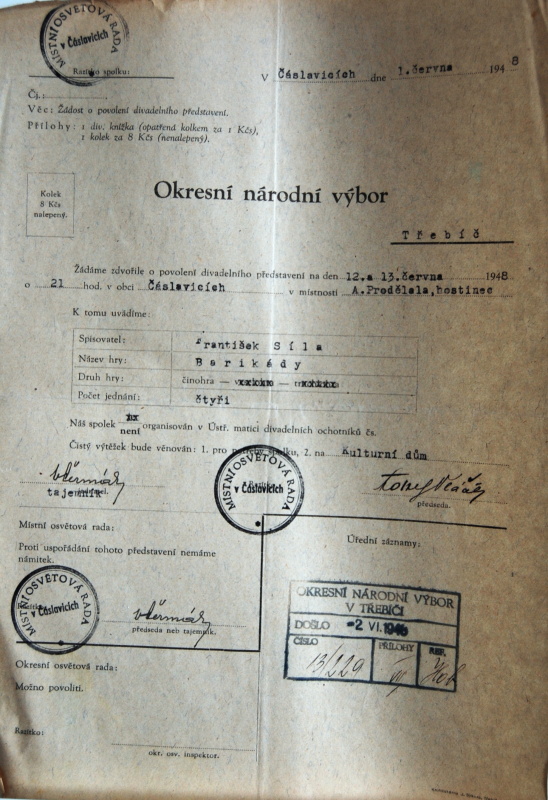 MÍSTNÍ OSVĚTOVÁ RADA
v Čáslavicích
Razítko spolku:
V Čáslavicích dne 1.června 1948
Čj.:
Věc: Žádost o povolení divadelního představení.
Přílohy: 1 div. knížka (opatřená kolkem za 1 Kčs),
1 kolek za 8 Kčs (nenalepený).
Kolek
8 Kčs
nalepený.
Okresní národní výbor
Třebíč
Žádáme zdvořile o povolení divadelního představení na den 12.a 13.června 1948
o 21 hod. v obci Čáslavicích v místnosti A.Prodělala,hostinec
K tomu uvádíme:
Spisovatel: František Síla
Název hry: Barikády
Druh hry: činohra —
Počet jednání: čtyři
Náš spolek není organisován v Ústř. matici divadelních ochotníků čs.
Čistý výtěžek bude věnován: 1. pro potřeby spolku, 2. na Kulturní dům
MÍSTNÍ OSVĚTOVÁ RADA
v Čáslavicích
tajemník
předseda.
Místní osvětová rada:
Proti uspořádání tohoto představení nemáme
námitek.
Úřední záznamy:
MÍSTNÍ OSVĚTOVÁ RADA
v Čáslavicích
předseda neb tajemník.
OKRESNÍ NÁRODNÍ VÝBOR
V TŘEBÍČI
DOŠLO -2 VI.1948
ČÍSLO PŘÍLOHY REF.
13/229
Okresní osvětová rada:
Možno povoliti.
Razítko:
okr. osv. inspektor.